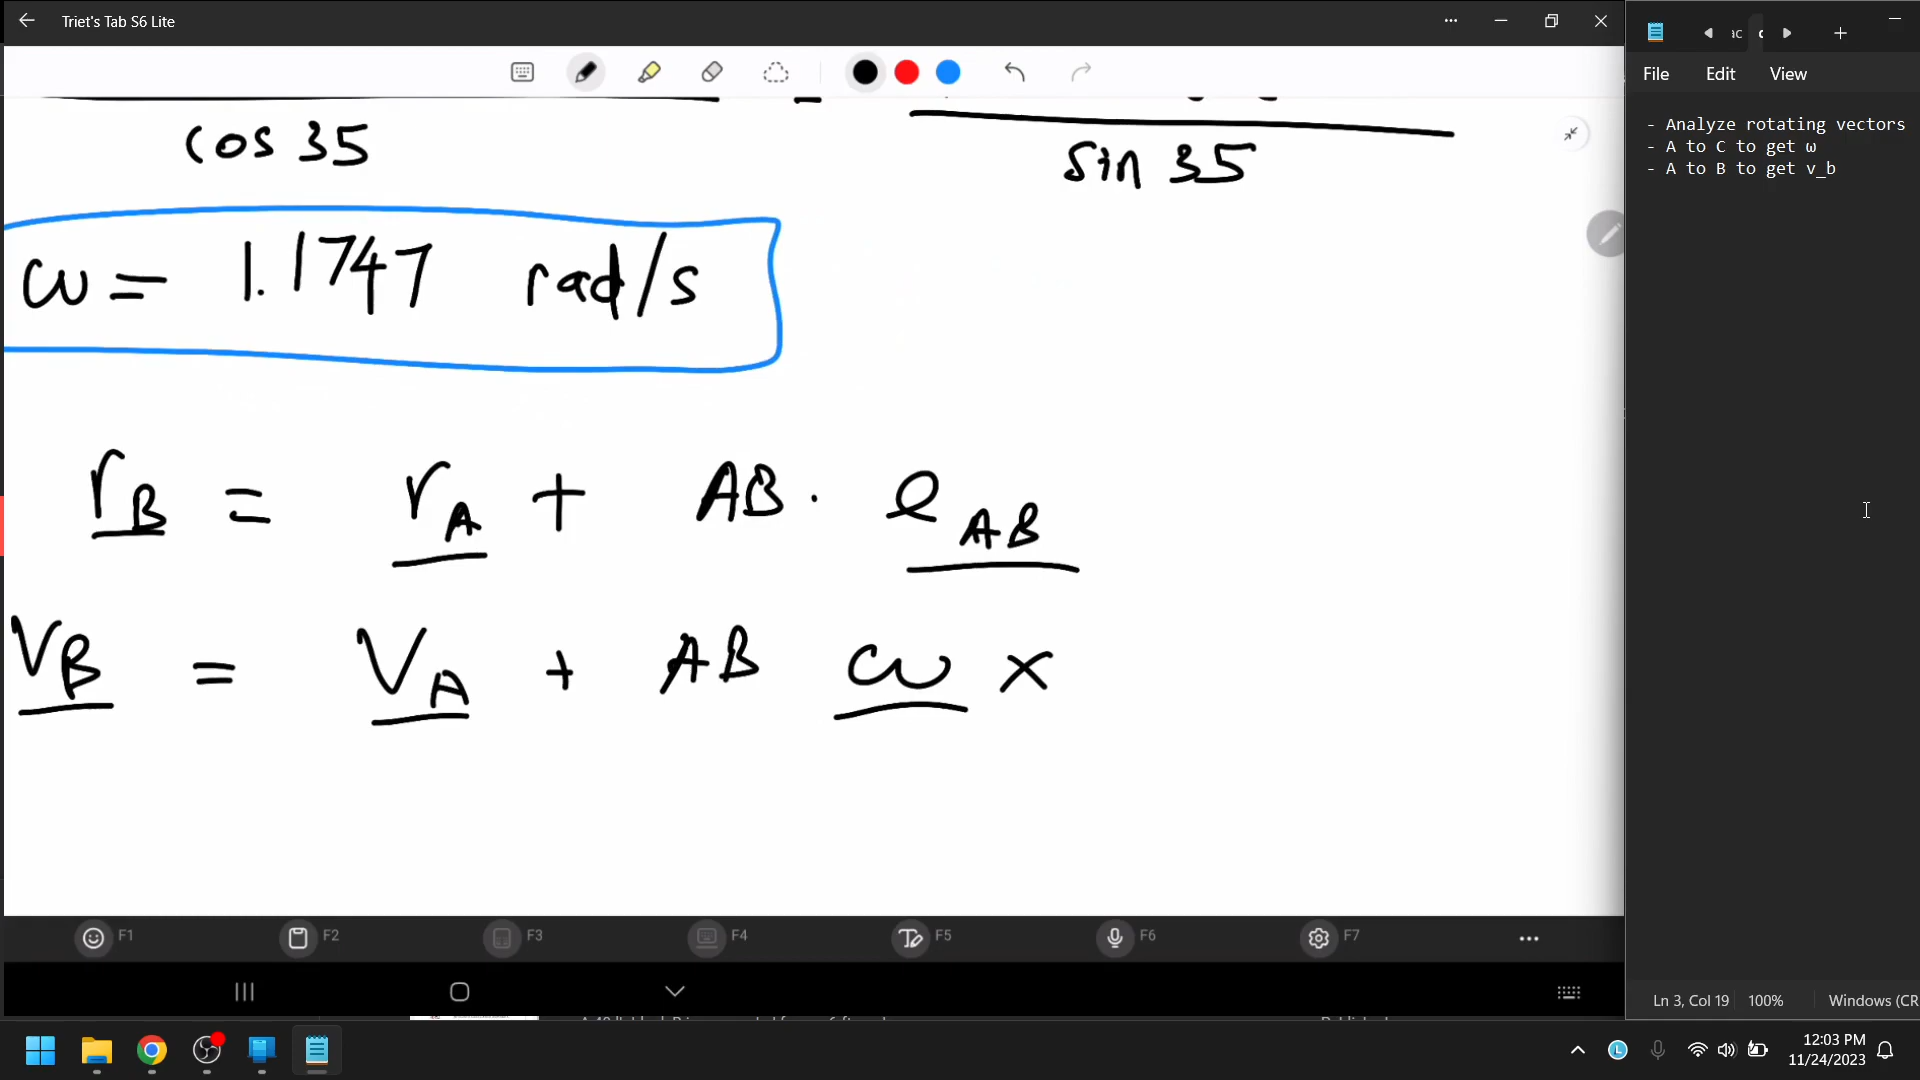 Triet's Tab S6 Lite
cos 35
sin 35
ω = 1.1747 rad/s
r_B = r_A + AB · e_AB
V_B = V_A + AB ω ×
F1
F2
F3
F4
F5
F6
F7
File Edit View
- Analyze rotating vectors
- A to C to get ω
- A to B to get v_b
Ln 3, Col 19 100% Windows (CR
12:03 PM
11/24/2023